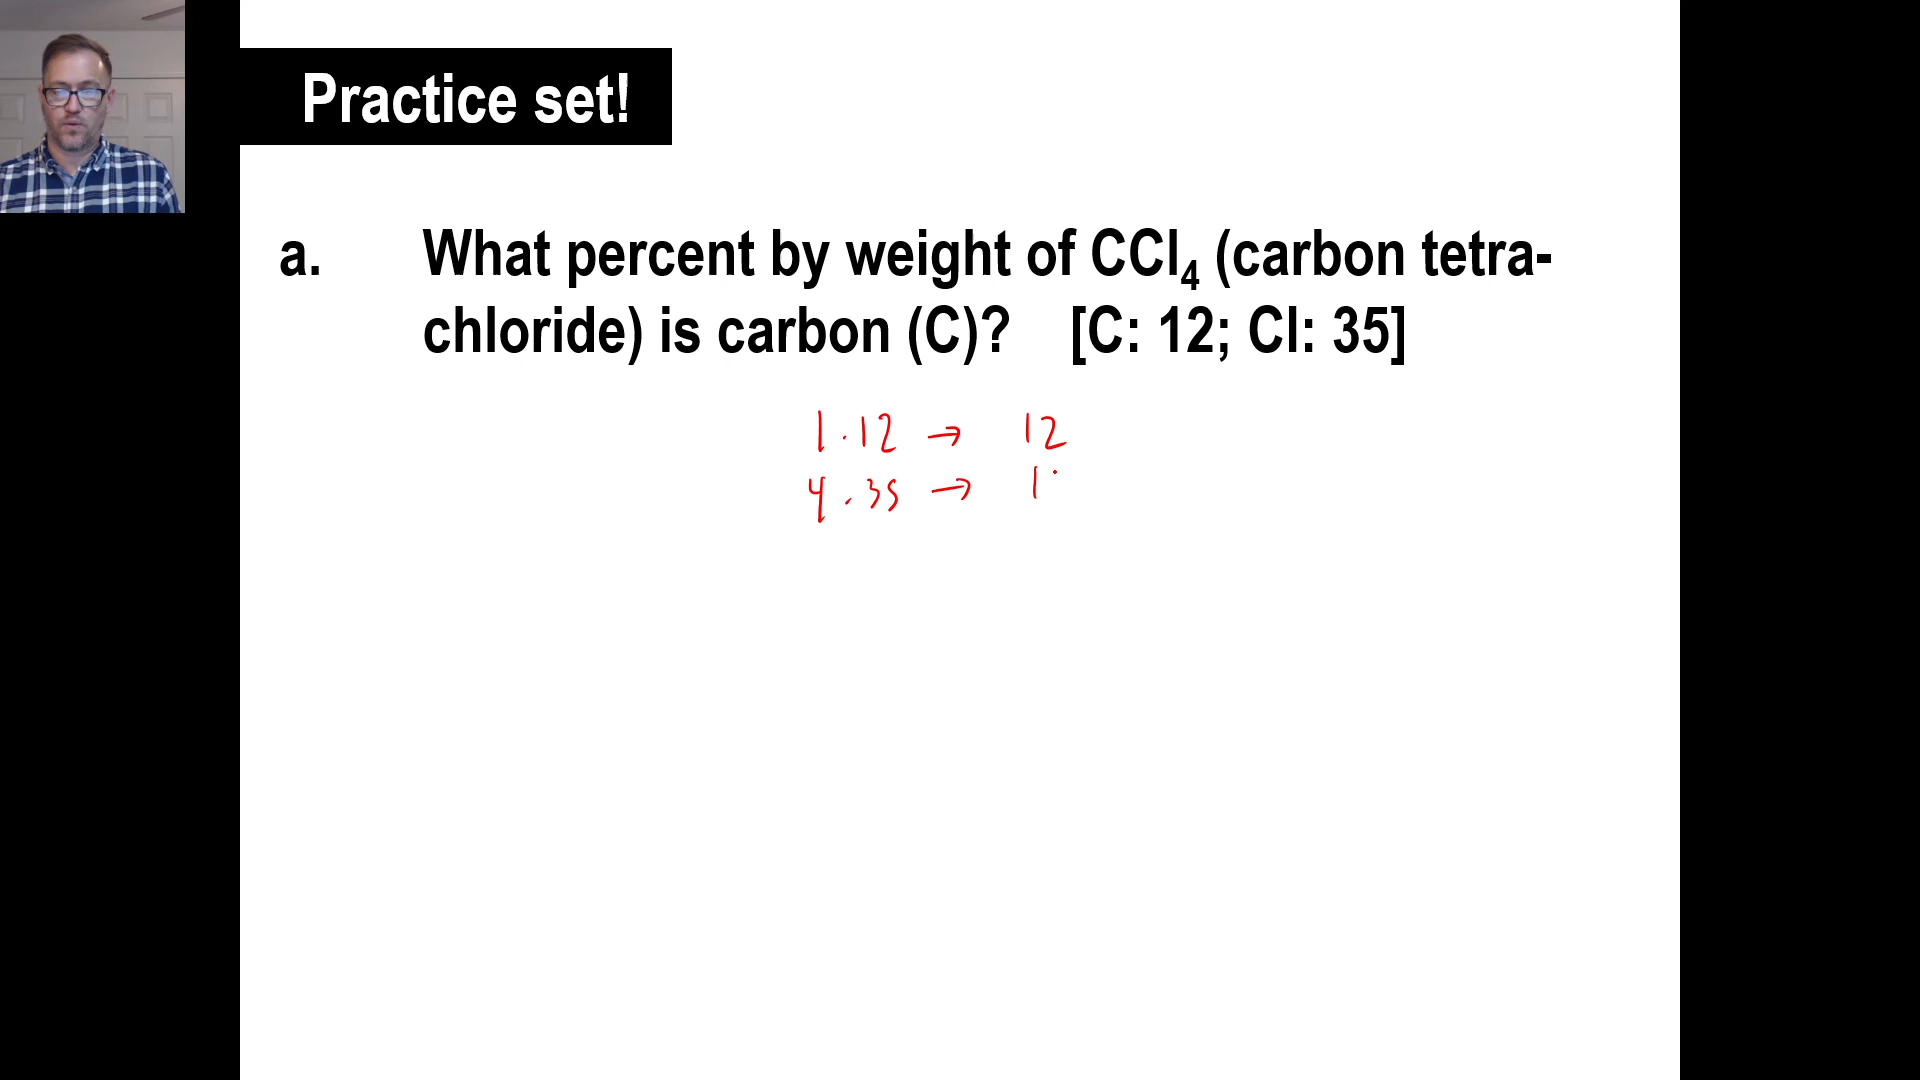 Practice set!
a. What percent by weight of CCl₄ (carbon tetra-
chloride) is carbon (C)? [C: 12; Cl: 35]
1 · 12 → 12
4 · 35 → 1